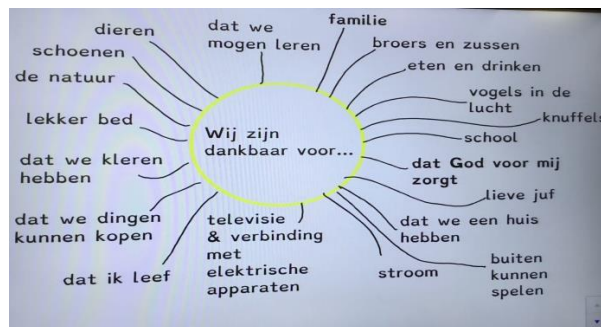 Wij zijn
dankbaar voor...
dat we
mogen leren
familie
broers en zussen
eten en drinken
vogels in de
lucht
knuffels
school
dat God voor mij
zorgt
lieve juf
dat we een huis
hebben
buiten
kunnen
spelen
stroom
televisie
& verbinding
met
elektrische
apparaten
dat ik leef
dat we dingen
kunnen kopen
dat we kleren
hebben
lekker bed
de natuur
schoenen
dieren